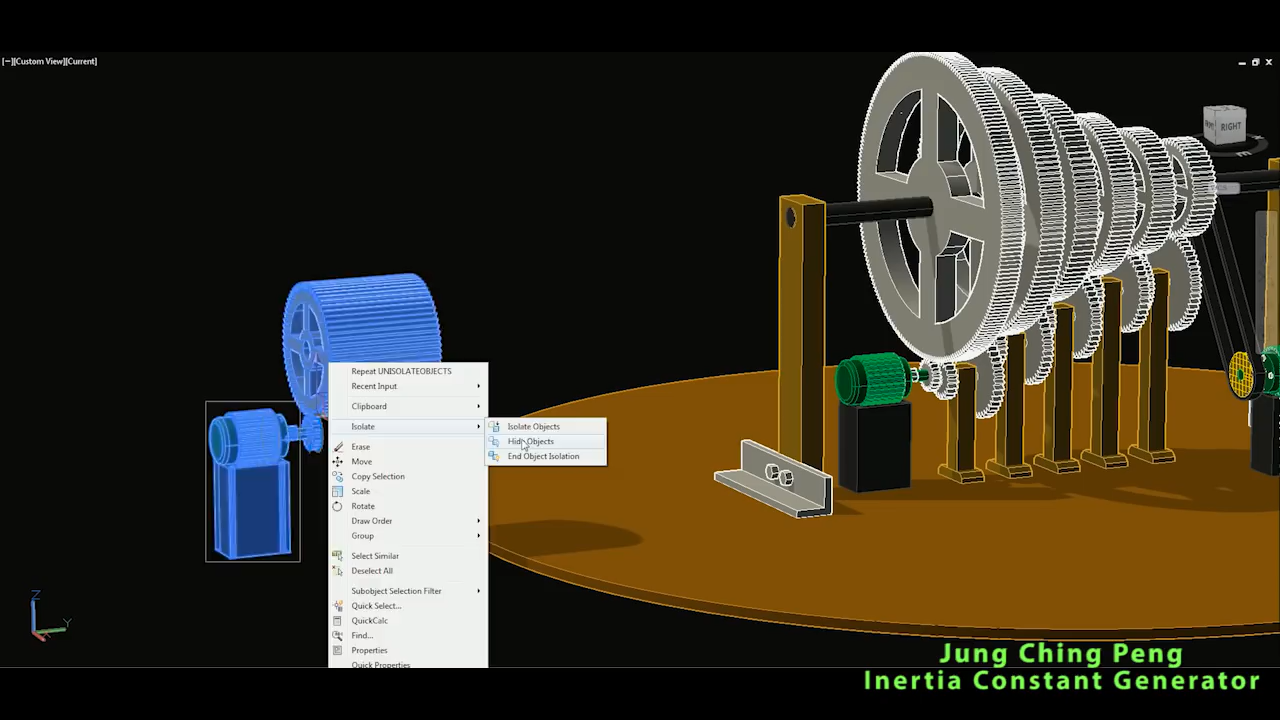 [−][Custom View][Current]
RIGHT
Repeat UNISOLATEOBJECTS
Recent Input
Clipboard
Isolate
Isolate Objects
Hide Objects
End Object Isolation
Erase
Move
Copy Selection
Scale
Rotate
Draw Order
Group
Select Similar
Deselect All
Subobject Selection Filter
Quick Select...
QuickCalc
Find...
Properties
Quick Properties
Z
Y
X
Jung Ching Peng
Inertia Constant Generator